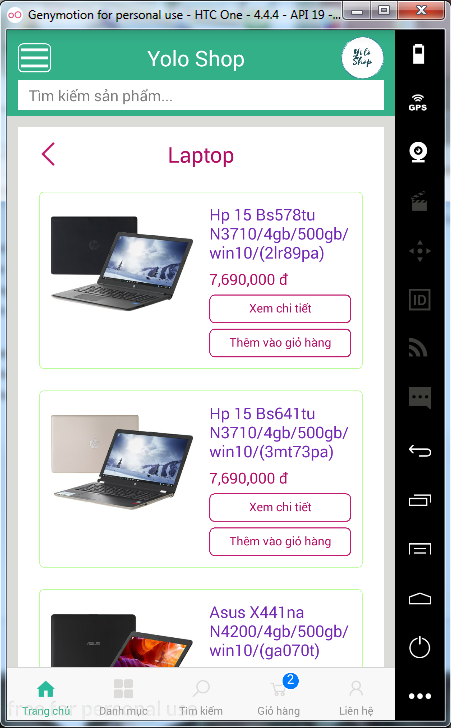 Genymotion for personal use - HTC One - 4.4.4 - API 19 -...
Yolo Shop
Yolo Shop
Tìm kiếm sản phẩm...
GPS
ID
Laptop
Hp 15 Bs578tu
N3710/4gb/500gb/
win10/(2lr89pa)
7,690,000 đ
Xem chi tiết
Thêm vào giỏ hàng
Hp 15 Bs641tu
N3710/4gb/500gb/
win10/(3mt73pa)
7,690,000 đ
Xem chi tiết
Thêm vào giỏ hàng
Asus X441na
N4200/4gb/500gb/
win10/(ga070t)
2
Trang chủ
Danh mục
Tìm kiếm
Giỏ hàng
Liên hệ
free for personal use